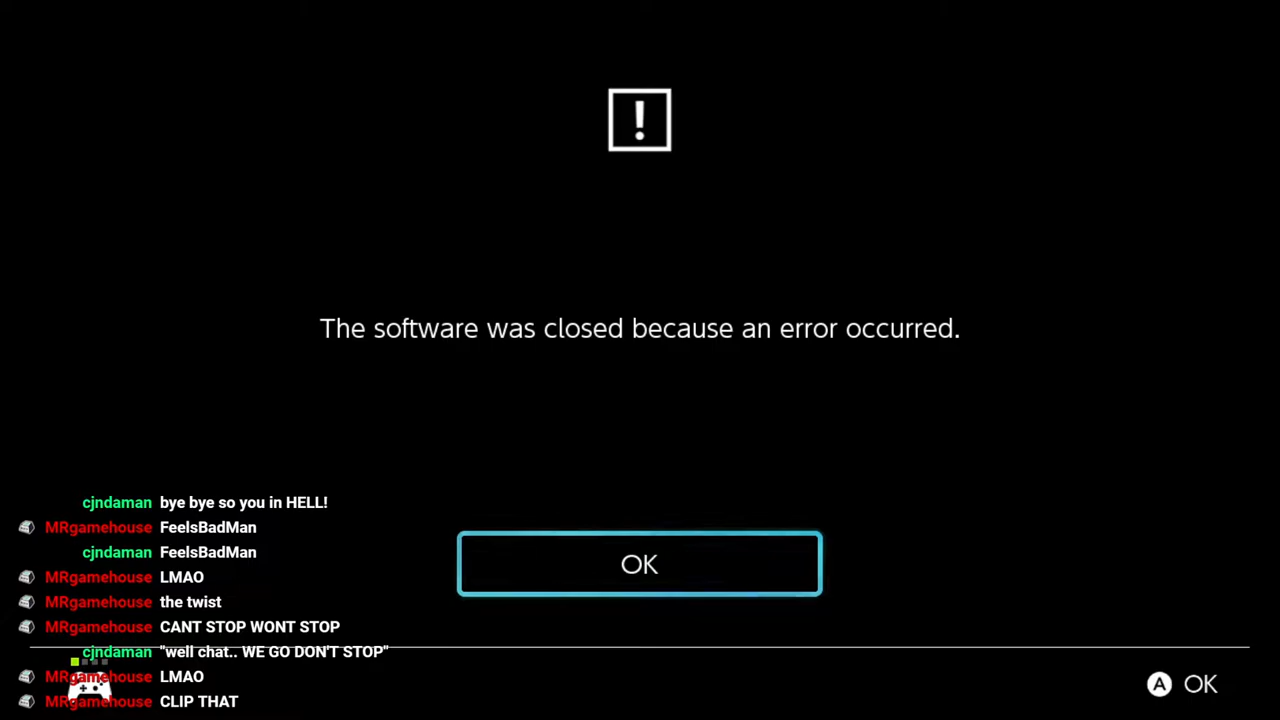 !
The software was closed because an error occurred.
cjndaman bye bye so you in HELL!
MRgamehouse FeelsBadMan
cjndaman FeelsBadMan
MRgamehouse LMAO
MRgamehouse the twist
MRgamehouse CANT STOP WONT STOP
cjndaman "well chat.. WE GO DON'T STOP"
MRgamehouse LMAO
MRgamehouse CLIP THAT
OK
A OK